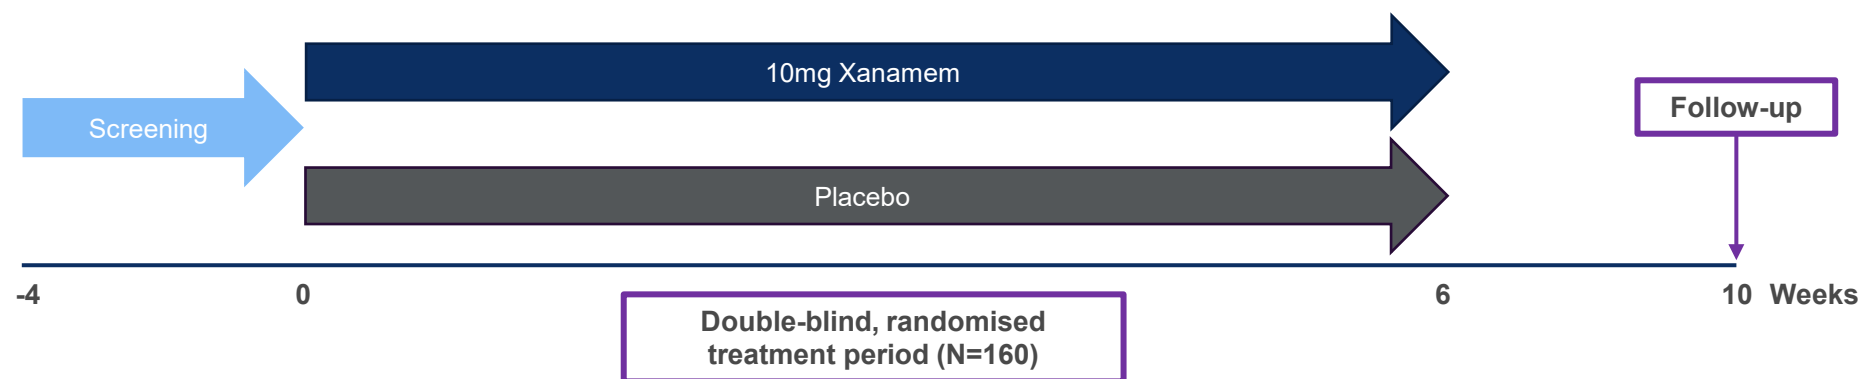 10mg Xanamem
Screening
Follow-up
Placebo
-4 0 6 10 Weeks
Double-blind, randomised
treatment period (N=160)